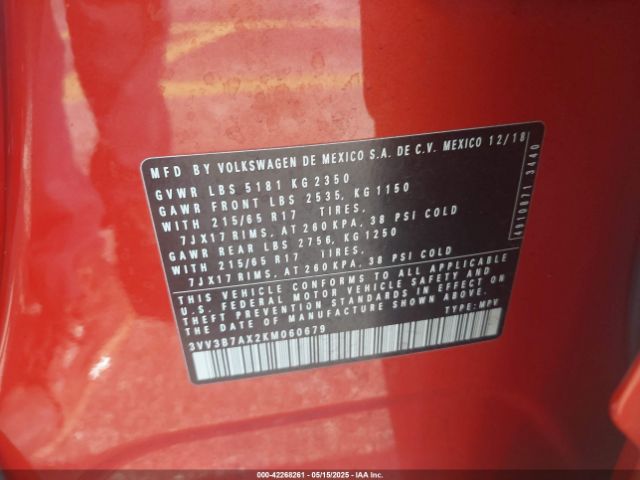 MFD BY VOLKSWAGEN DE MEXICO S.A. DE C.V. MEXICO 12/18
GVWR LBS 5181 KG 2350
GAWR FRONT LBS 2535, KG 1150
WITH 215/65 R17 TIRES,
7JX17 RIMS, AT 260 KPA, 38 PSI COLD
GAWR REAR LBS 2756, KG 1250
WITH 215/65 R17 TIRES,
7JX17 RIMS, AT 260 KPA, 38 PSI COLD
THIS VEHICLE CONFORMS TO ALL APPLICABLE
U.S. FEDERAL MOTOR VEHICLE SAFETY AND
THEFT PREVENTION STANDARDS IN EFFECT ON
THE DATE OF MANUFACTURE SHOWN ABOVE.
3VV3B7AX2KM060679 TYPE: MPV
4910871 3440
000-42268261 - 05/15/2025 - IAA Inc.